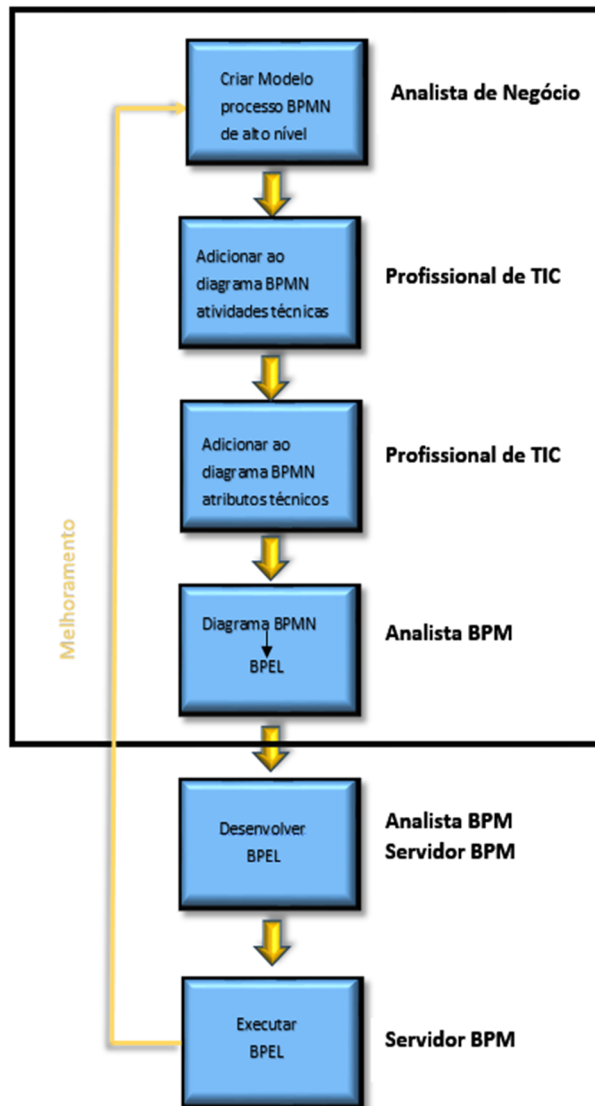 Criar Modelo
processo BPMN
de alto nível
Analista de Negócio
Adicionar ao
diagrama BPMN
atividades técnicas
Profissional de TIC
Adicionar ao
diagrama BPMN
atributos técnicos
Profissional de TIC
Melhoramento
Diagrama BPMN
BPEL
Analista BPM
Desenvolver
BPEL
Analista BPM
Servidor BPM
Executar
BPEL
Servidor BPM